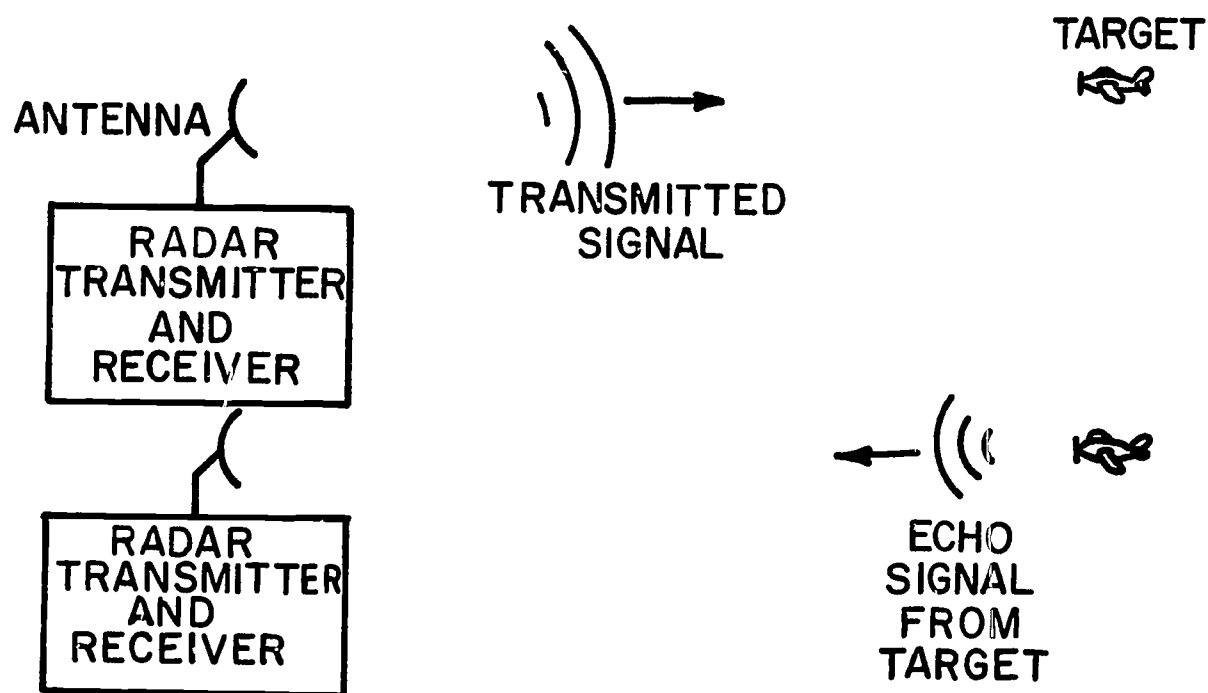 TARGET
ANTENNA
TRANSMITTED
SIGNAL
RADAR
TRANSMITTER
AND
RECEIVER
RADAR
TRANSMITTER
AND
RECEIVER
ECHO
SIGNAL
FROM
TARGET